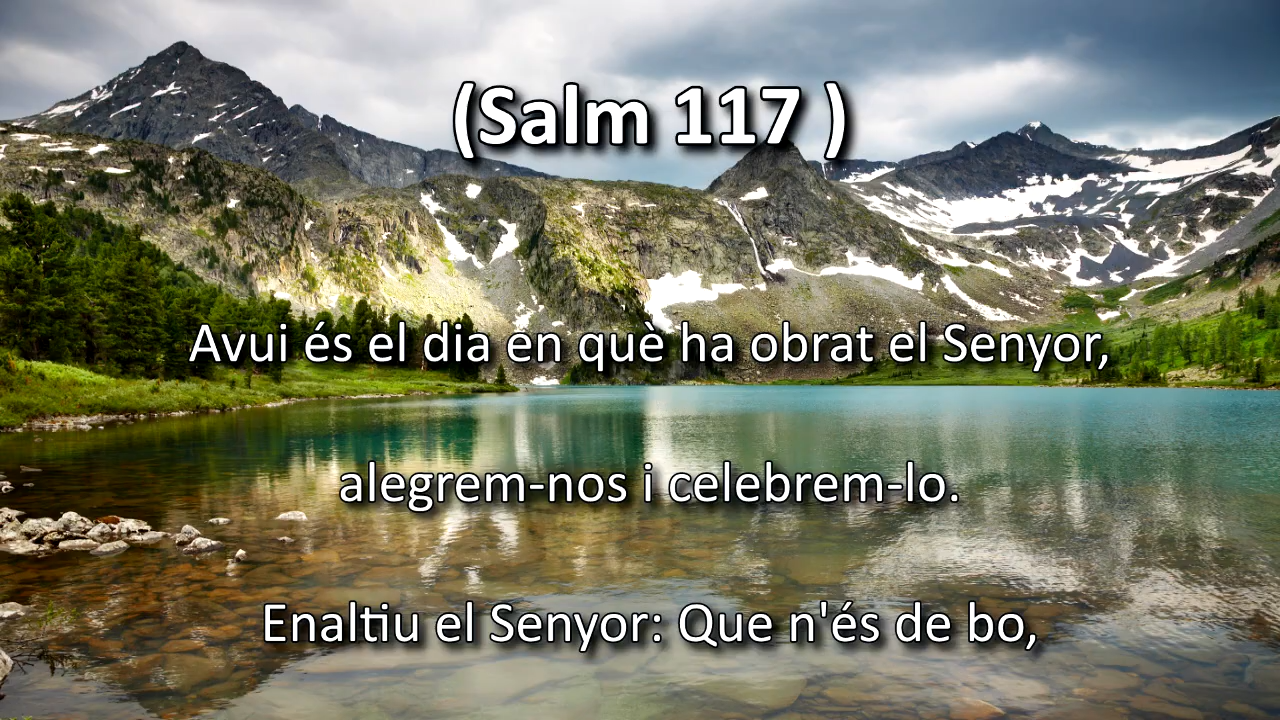 (Salm 117 )
Avui és el dia en què ha obrat el Senyor,
alegrem-nos i celebrem-lo.
Enaltiu el Senyor: Que n'és de bo,